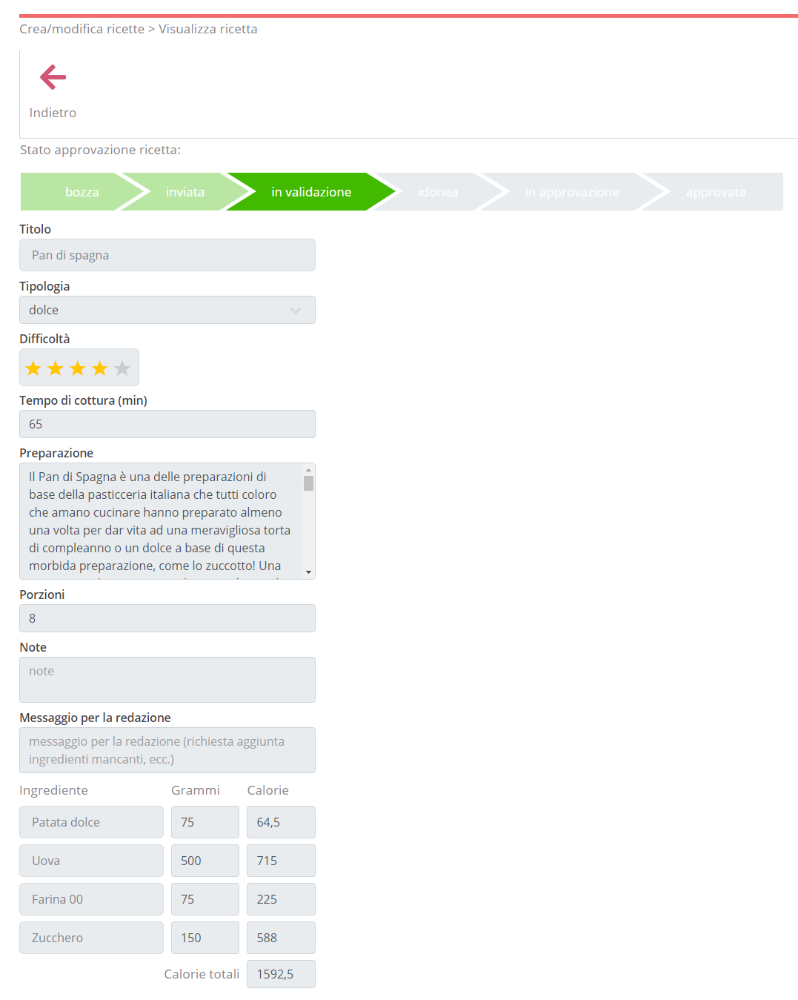 Crea/modifica ricette > Visualizza ricetta
Indietro
Stato approvazione ricetta:
bozza inviata in validazione idonea in approvazione approvata
Titolo
Pan di spagna
Tipologia
dolce
Difficoltà
Tempo di cottura (min)
65
Preparazione
Il Pan di Spagna è una delle preparazioni di
base della pasticceria italiana che tutti coloro
che amano cucinare hanno preparato almeno
una volta per dar vita ad una meravigliosa torta
di compleanno o un dolce a base di questa
morbida preparazione, come lo zuccotto! Una
Porzioni
8
Note
note
Messaggio per la redazione
messaggio per la redazione (richiesta aggiunta
ingredienti mancanti, ecc.)
Ingrediente Grammi Calorie
Patata dolce 75 64,5
Uova 500 715
Farina 00 75 225
Zucchero 150 588
Calorie totali 1592,5